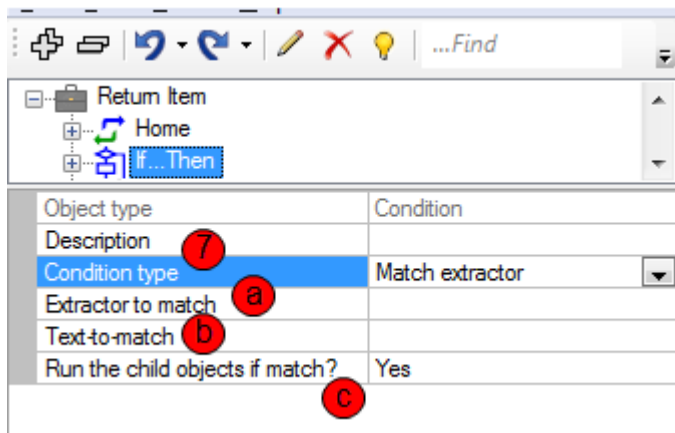 ...Find
Return Item
Home
If...Then
Object type Condition
Description
7
Condition type Match extractor
Extractor to match a
Text-to-match b
Run the child objects if match? Yes
c